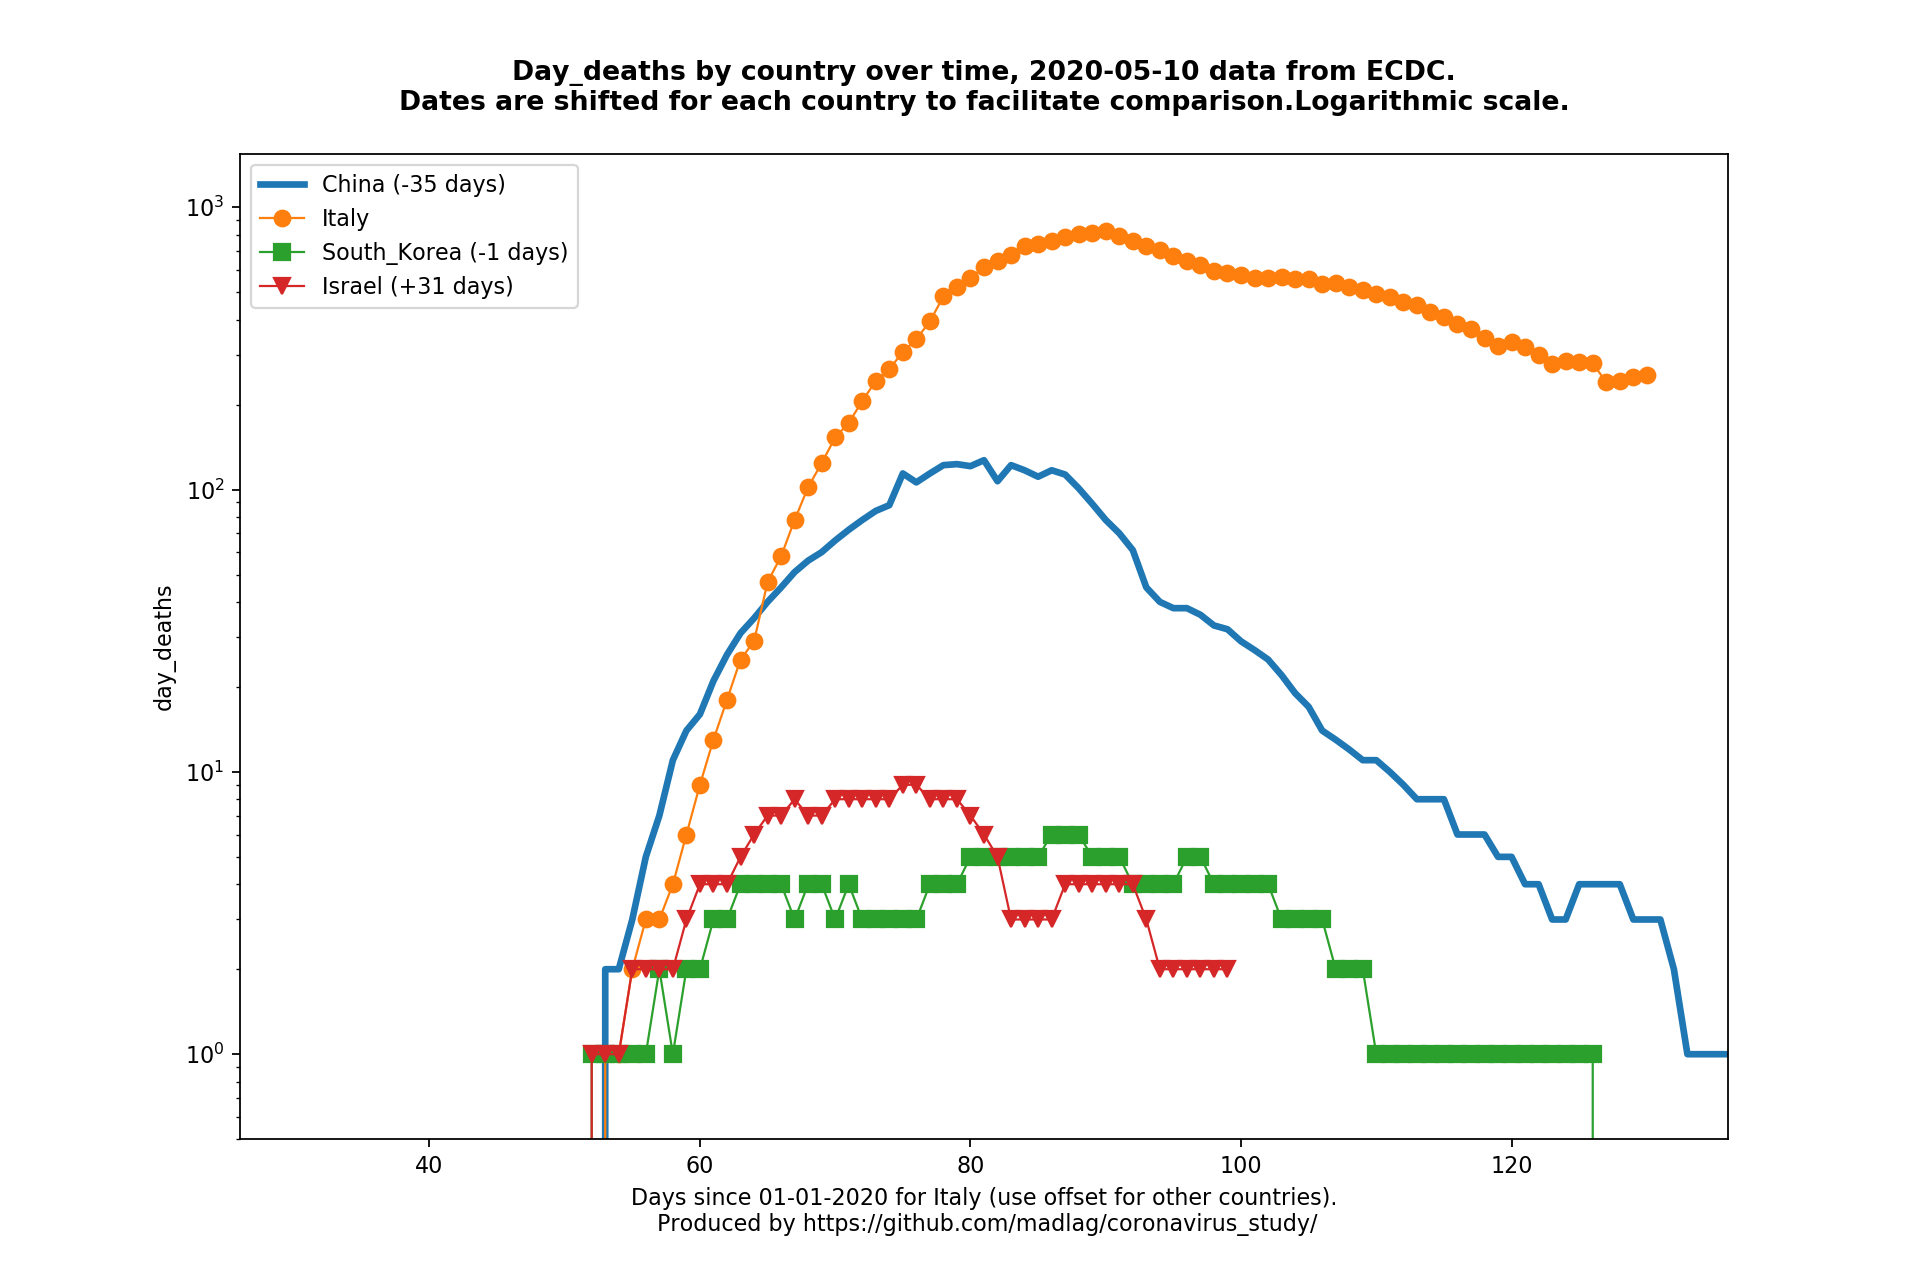 Day_deaths by country over time, 2020-05-10 data from ECDC.
Dates are shifted for each country to facilitate comparison.Logarithmic scale.
China (-35 days)
Italy
South_Korea (-1 days)
Israel (+31 days)
10³
10²
10¹
10⁰
day_deaths
40 60 80 100 120
Days since 01-01-2020 for Italy (use offset for other countries).
Produced by https://github.com/madlag/coronavirus_study/